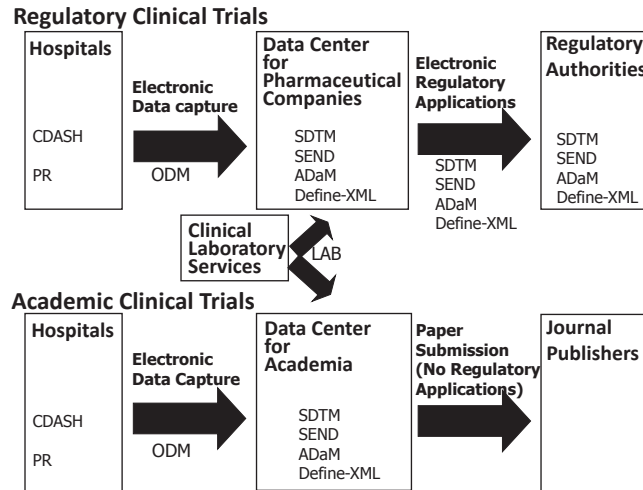 Regulatory Clinical Trials
Hospitals
CDASH
PR
Electronic
Data capture
ODM
Data Center
for
Pharmaceutical
Companies
SDTM
SEND
ADaM
Define-XML
Electronic
Regulatory
Applications
SDTM
SEND
ADaM
Define-XML
Regulatory
Authorities
SDTM
SEND
ADaM
Define-XML
Clinical
Laboratory
Services
LAB
Academic Clinical Trials
Hospitals
CDASH
PR
Electronic
Data Capture
ODM
Data Center
for
Academia
SDTM
SEND
ADaM
Define-XML
Paper
Submission
(No Regulatory
Applications)
Journal
Publishers